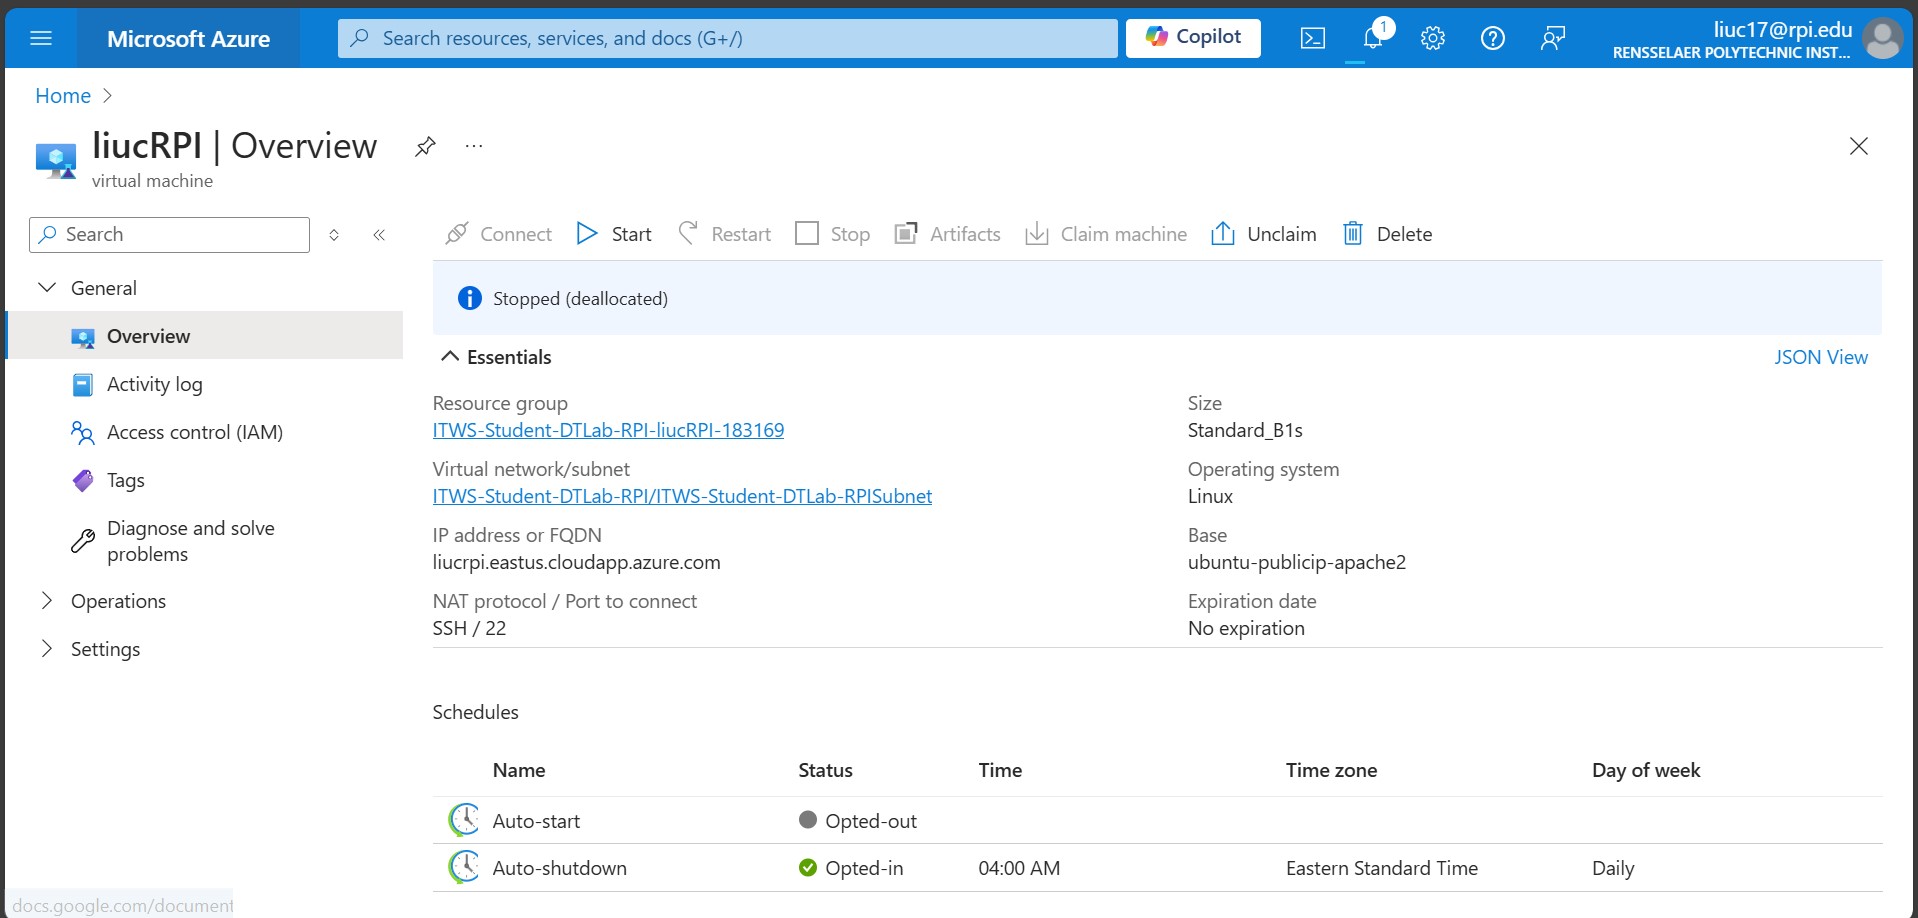 Microsoft Azure
Search resources, services, and docs (G+/)
Copilot
1
liuc17@rpi.edu
RENSSELAER POLYTECHNIC INST...
Home
liucRPI | Overview
virtual machine
Search
Connect
Start
Restart
Stop
Artifacts
Claim machine
Unclaim
Delete
General
Overview
Activity log
Access control (IAM)
Tags
Diagnose and solve
problems
Operations
Settings
Stopped (deallocated)
Essentials
JSON View
Resource group
ITWS-Student-DTLab-RPI-liucRPI-183169
Virtual network/subnet
ITWS-Student-DTLab-RPI/ITWS-Student-DTLab-RPISubnet
IP address or FQDN
liucrpi.eastus.cloudapp.azure.com
NAT protocol / Port to connect
SSH / 22
Size
Standard_B1s
Operating system
Linux
Base
ubuntu-publicip-apache2
Expiration date
No expiration
Schedules
Name Status Time Time zone Day of week
Auto-start Opted-out
Auto-shutdown Opted-in 04:00 AM Eastern Standard Time Daily
docs.google.com/document